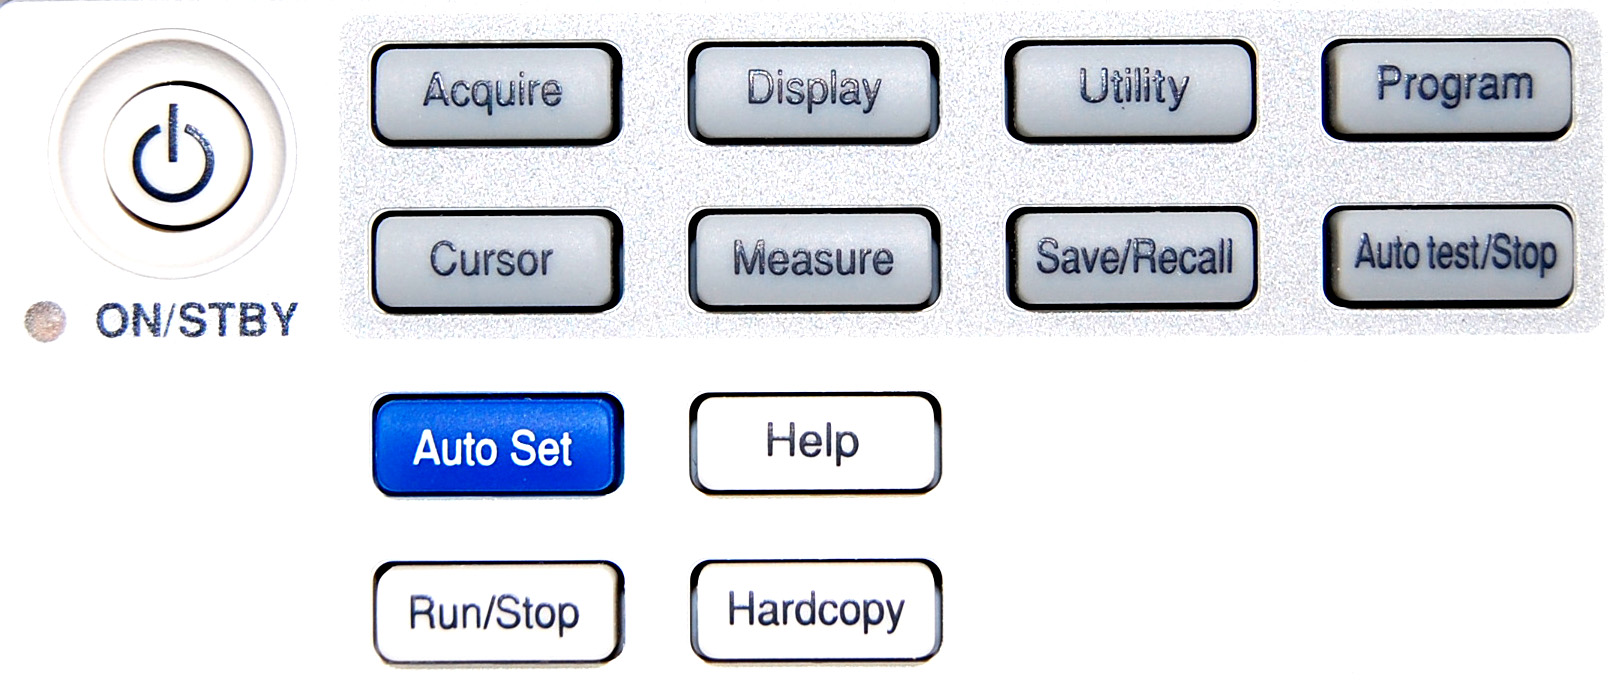 Acquire
Display
Utility
Program
Cursor
Measure
Save/Recall
Auto test/Stop
ON/STBY
Auto Set
Help
Run/Stop
Hardcopy